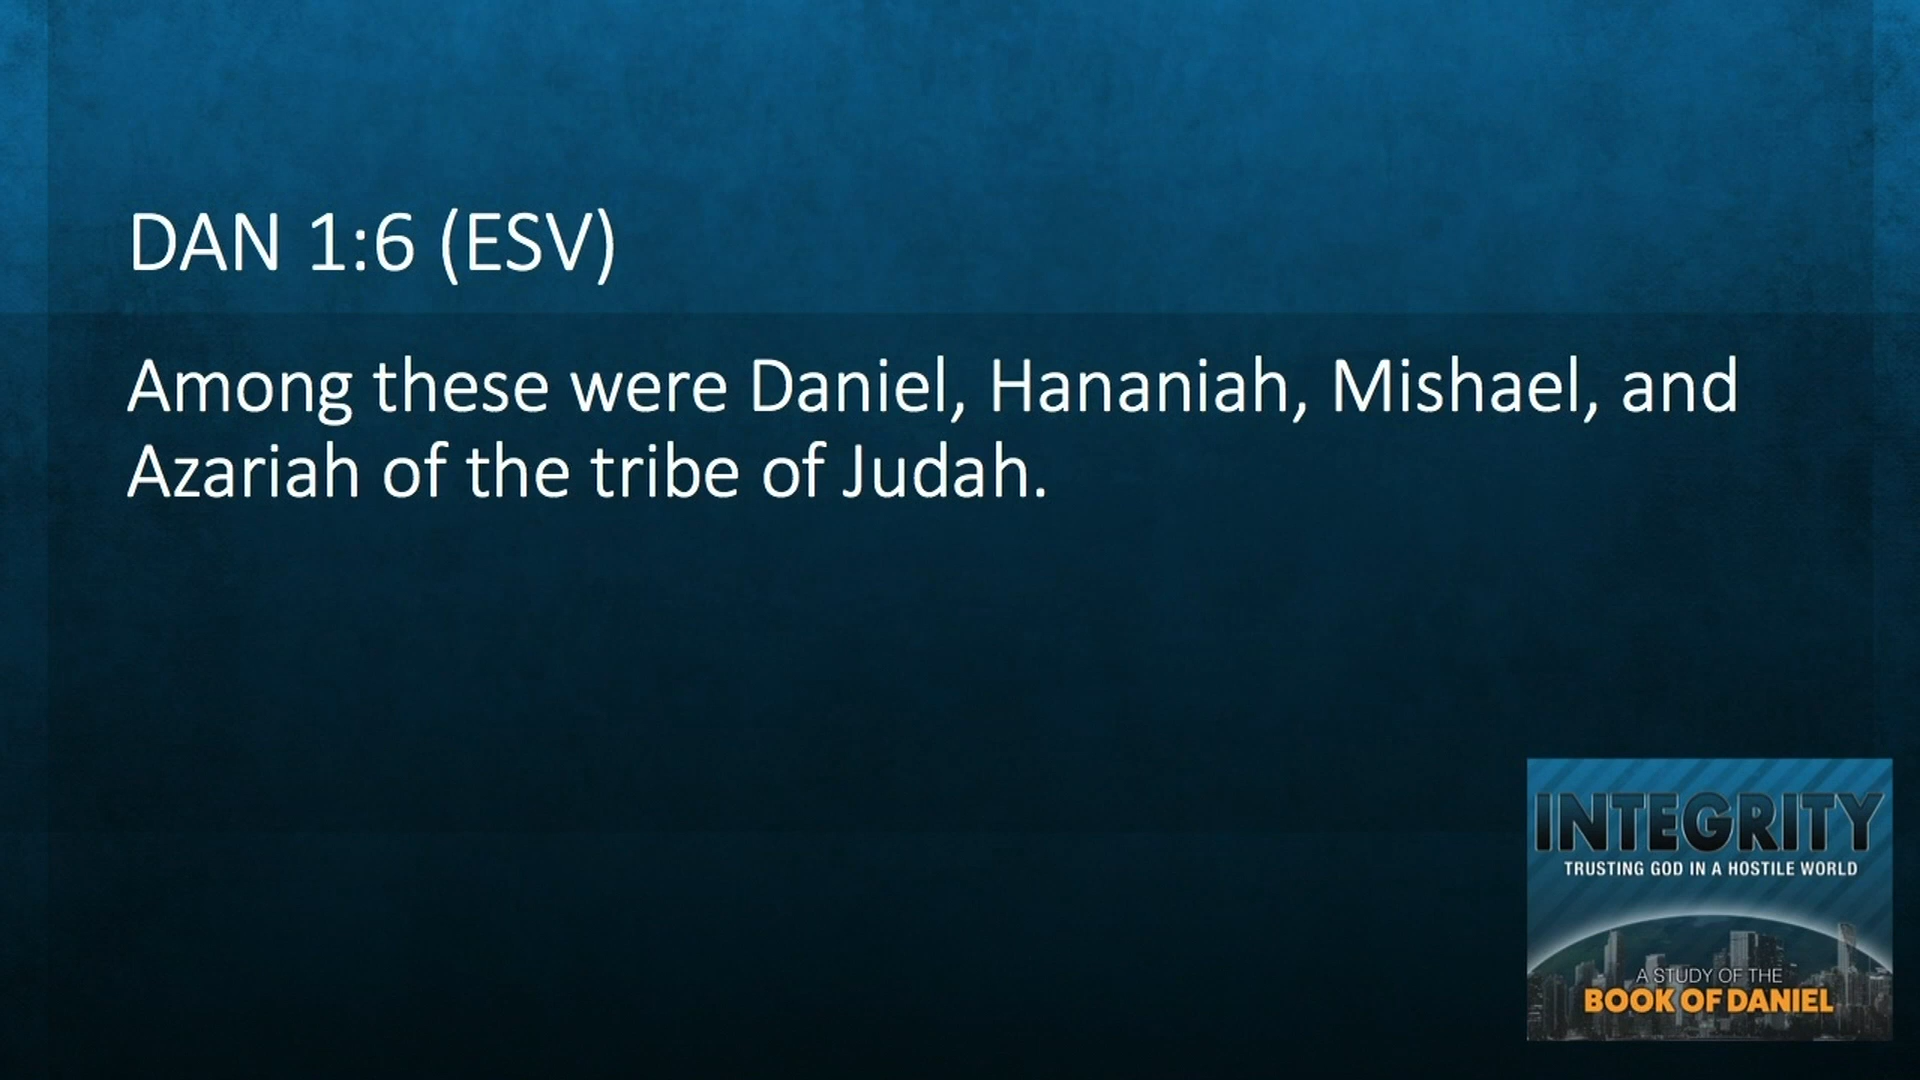 DAN 1:6 (ESV)
Among these were Daniel, Hananiah, Mishael, and
Azariah of the tribe of Judah.
INTEGRITY
TRUSTING GOD IN A HOSTILE WORLD
A STUDY OF THE
BOOK OF DANIEL